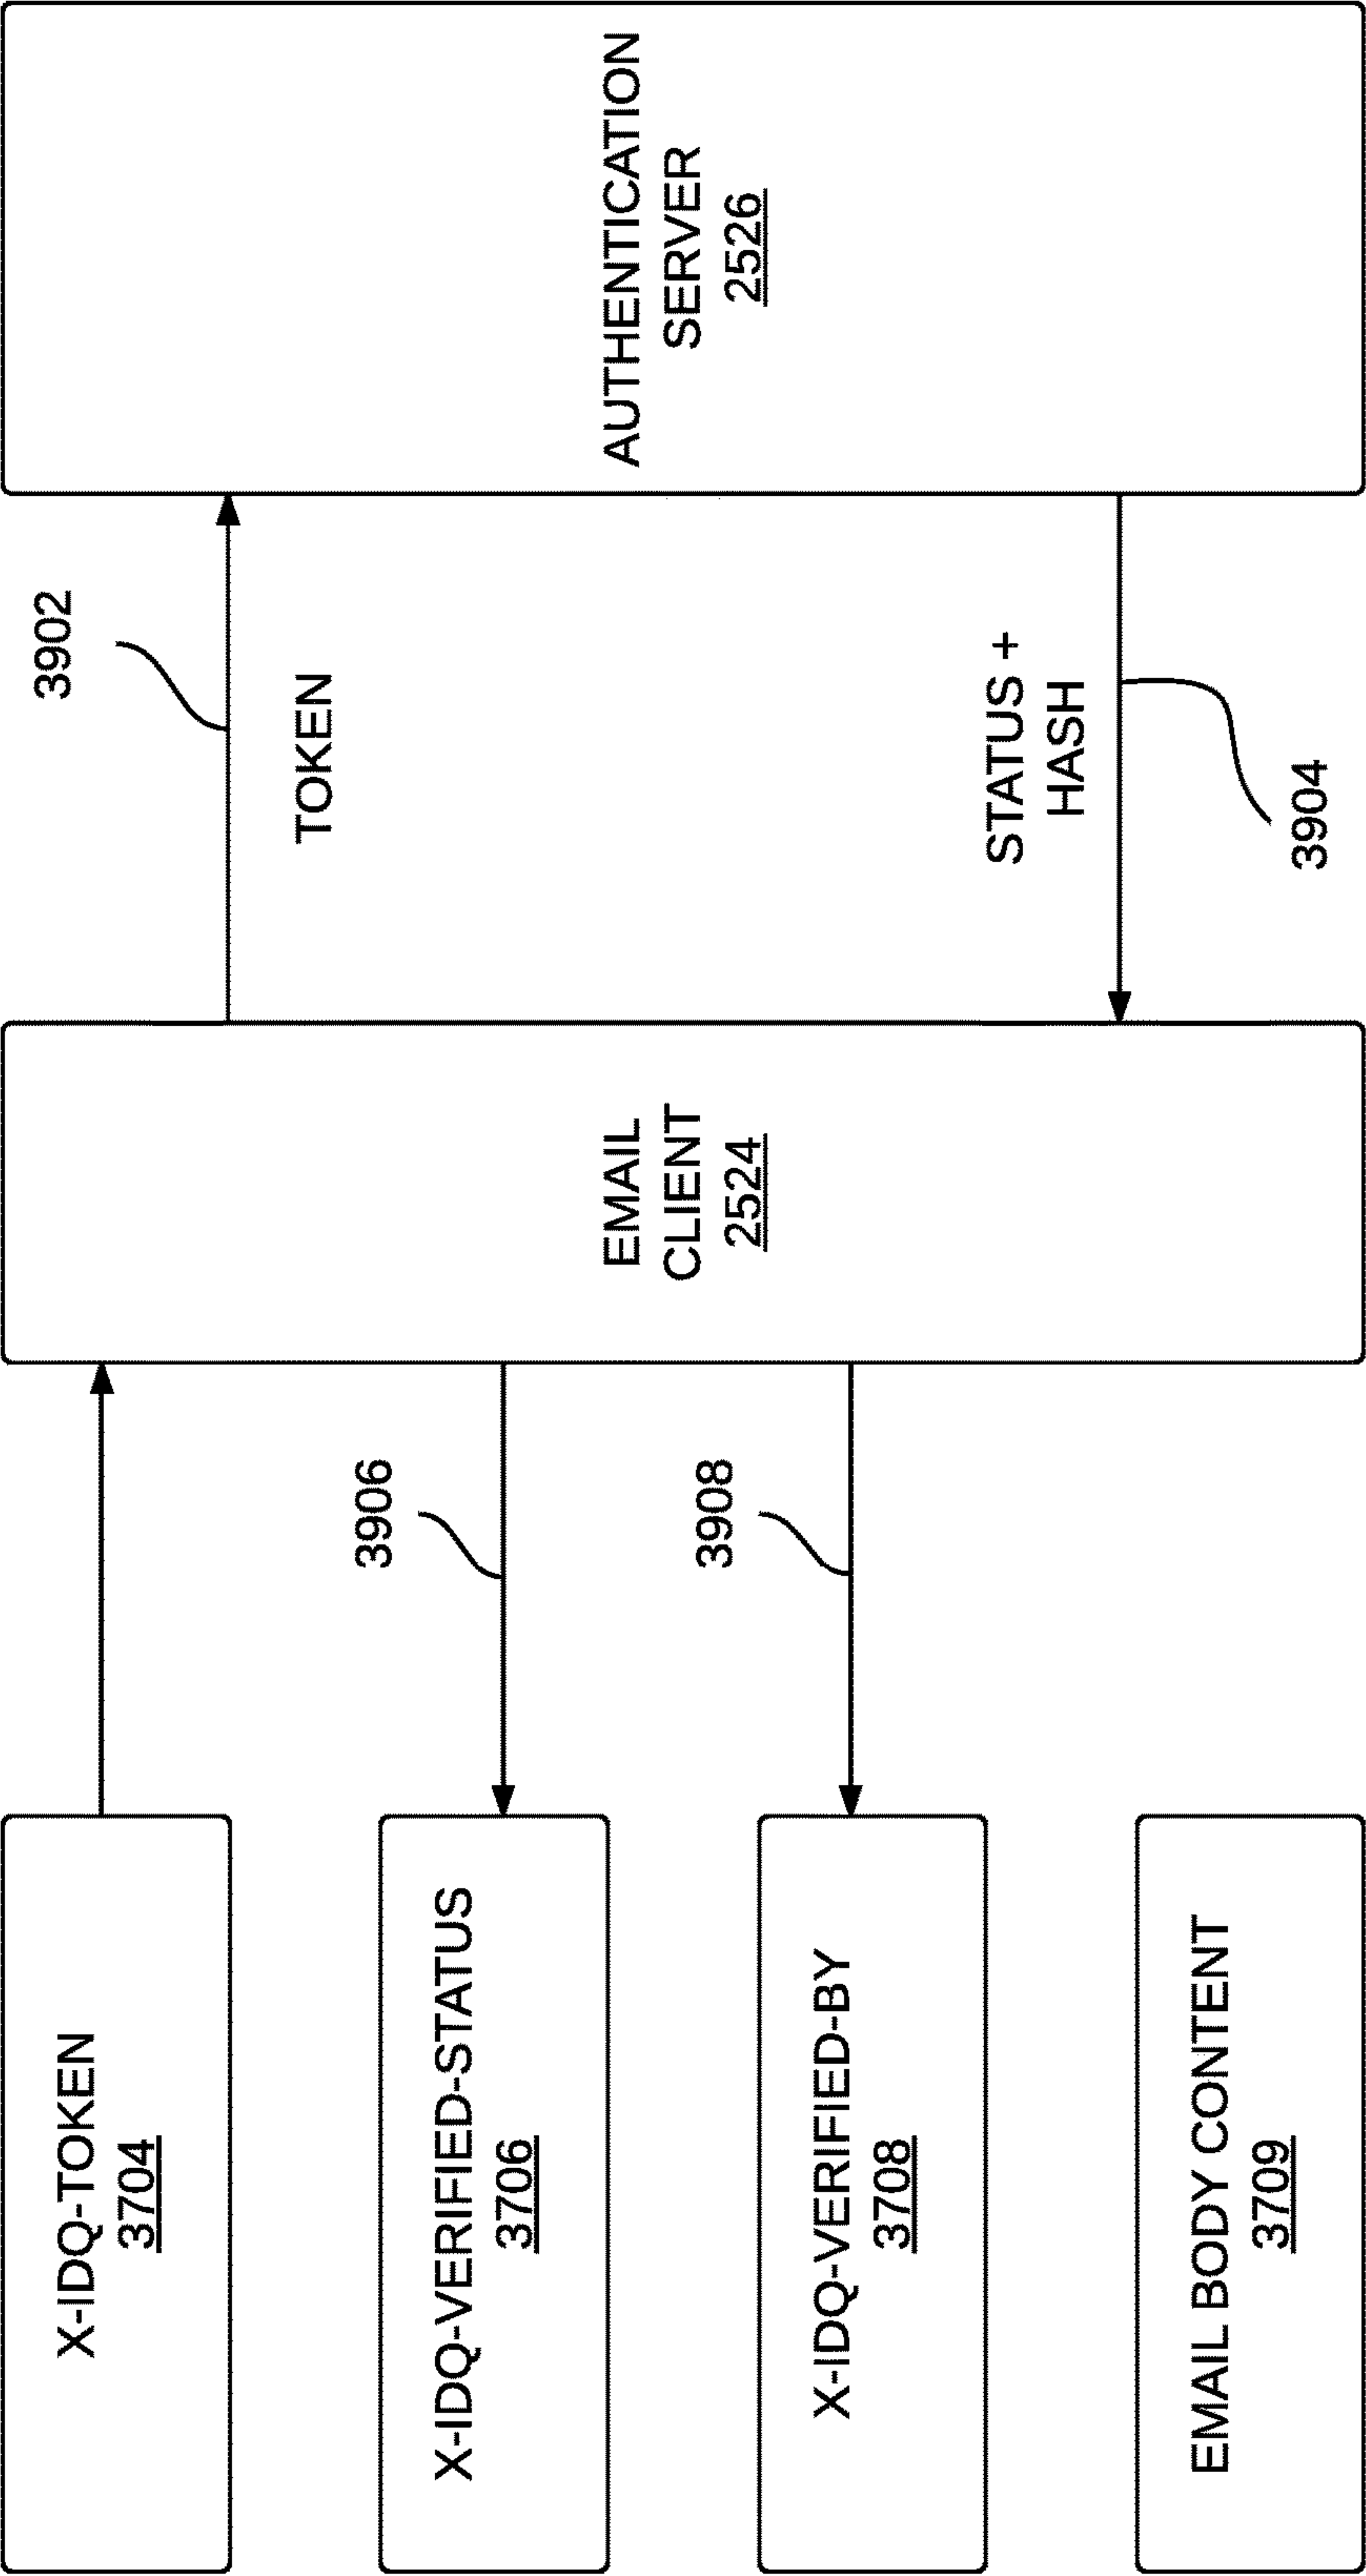 X-IDQ-TOKEN
3704
X-IDQ-VERIFIED-STATUS
3706
X-IDQ-VERIFIED-BY
3708
EMAIL BODY CONTENT
3709
3906
3908
EMAIL
CLIENT
2524
3902
TOKEN
STATUS +
HASH
3904
AUTHENTICATION
SERVER
2526